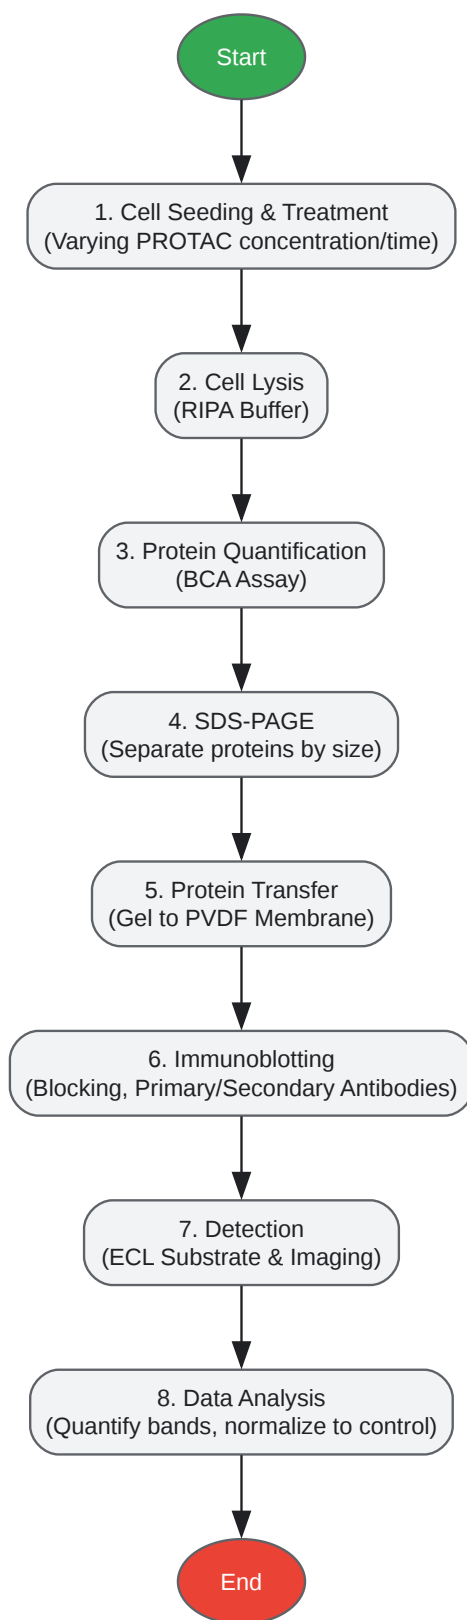 Start
1. Cell Seeding & Treatment
(Varying PROTAC concentration/time)
2. Cell Lysis
(RIPA Buffer)
3. Protein Quantification
(BCA Assay)
4. SDS-PAGE
(Separate proteins by size)
5. Protein Transfer
(Gel to PVDF Membrane)
6. Immunoblotting
(Blocking, Primary/Secondary Antibodies)
7. Detection
(ECL Substrate & Imaging)
8. Data Analysis
(Quantify bands, normalize to control)
End